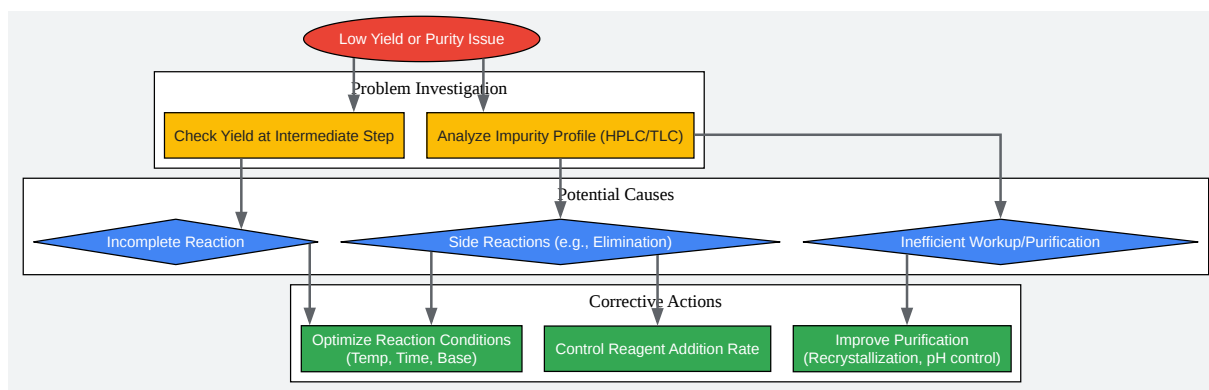 Low Yield or Purity Issue
Problem Investigation
Check Yield at Intermediate Step
Analyze Impurity Profile (HPLC/TLC)
Potential Causes
Incomplete Reaction
Side Reactions (e.g., Elimination)
Inefficient Workup/Purification
Corrective Actions
Optimize Reaction Conditions
(Temp, Time, Base)
Control Reagent Addition Rate
Improve Purification
(Recrystallization, pH control)